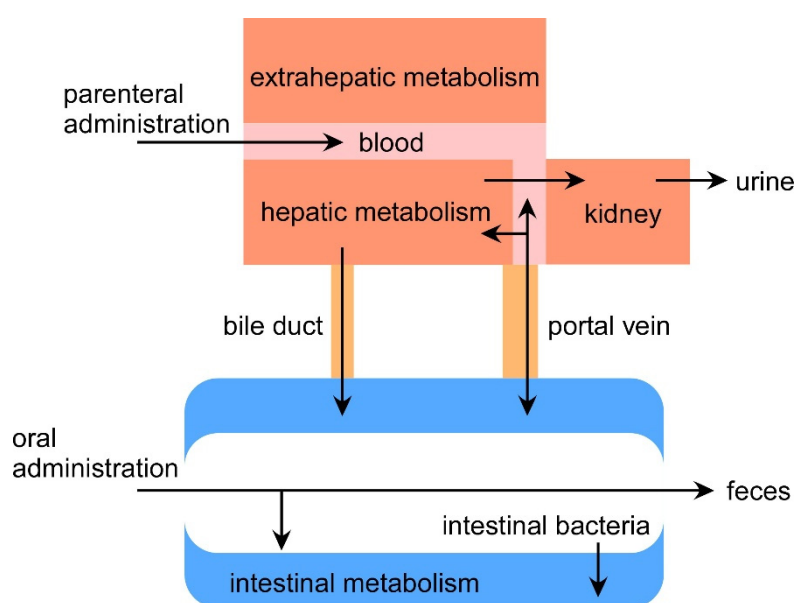 extrahepatic metabolism
parenteral
administration
blood
hepatic metabolism
kidney
urine
bile duct
portal vein
oral
administration
feces
intestinal bacteria
intestinal metabolism